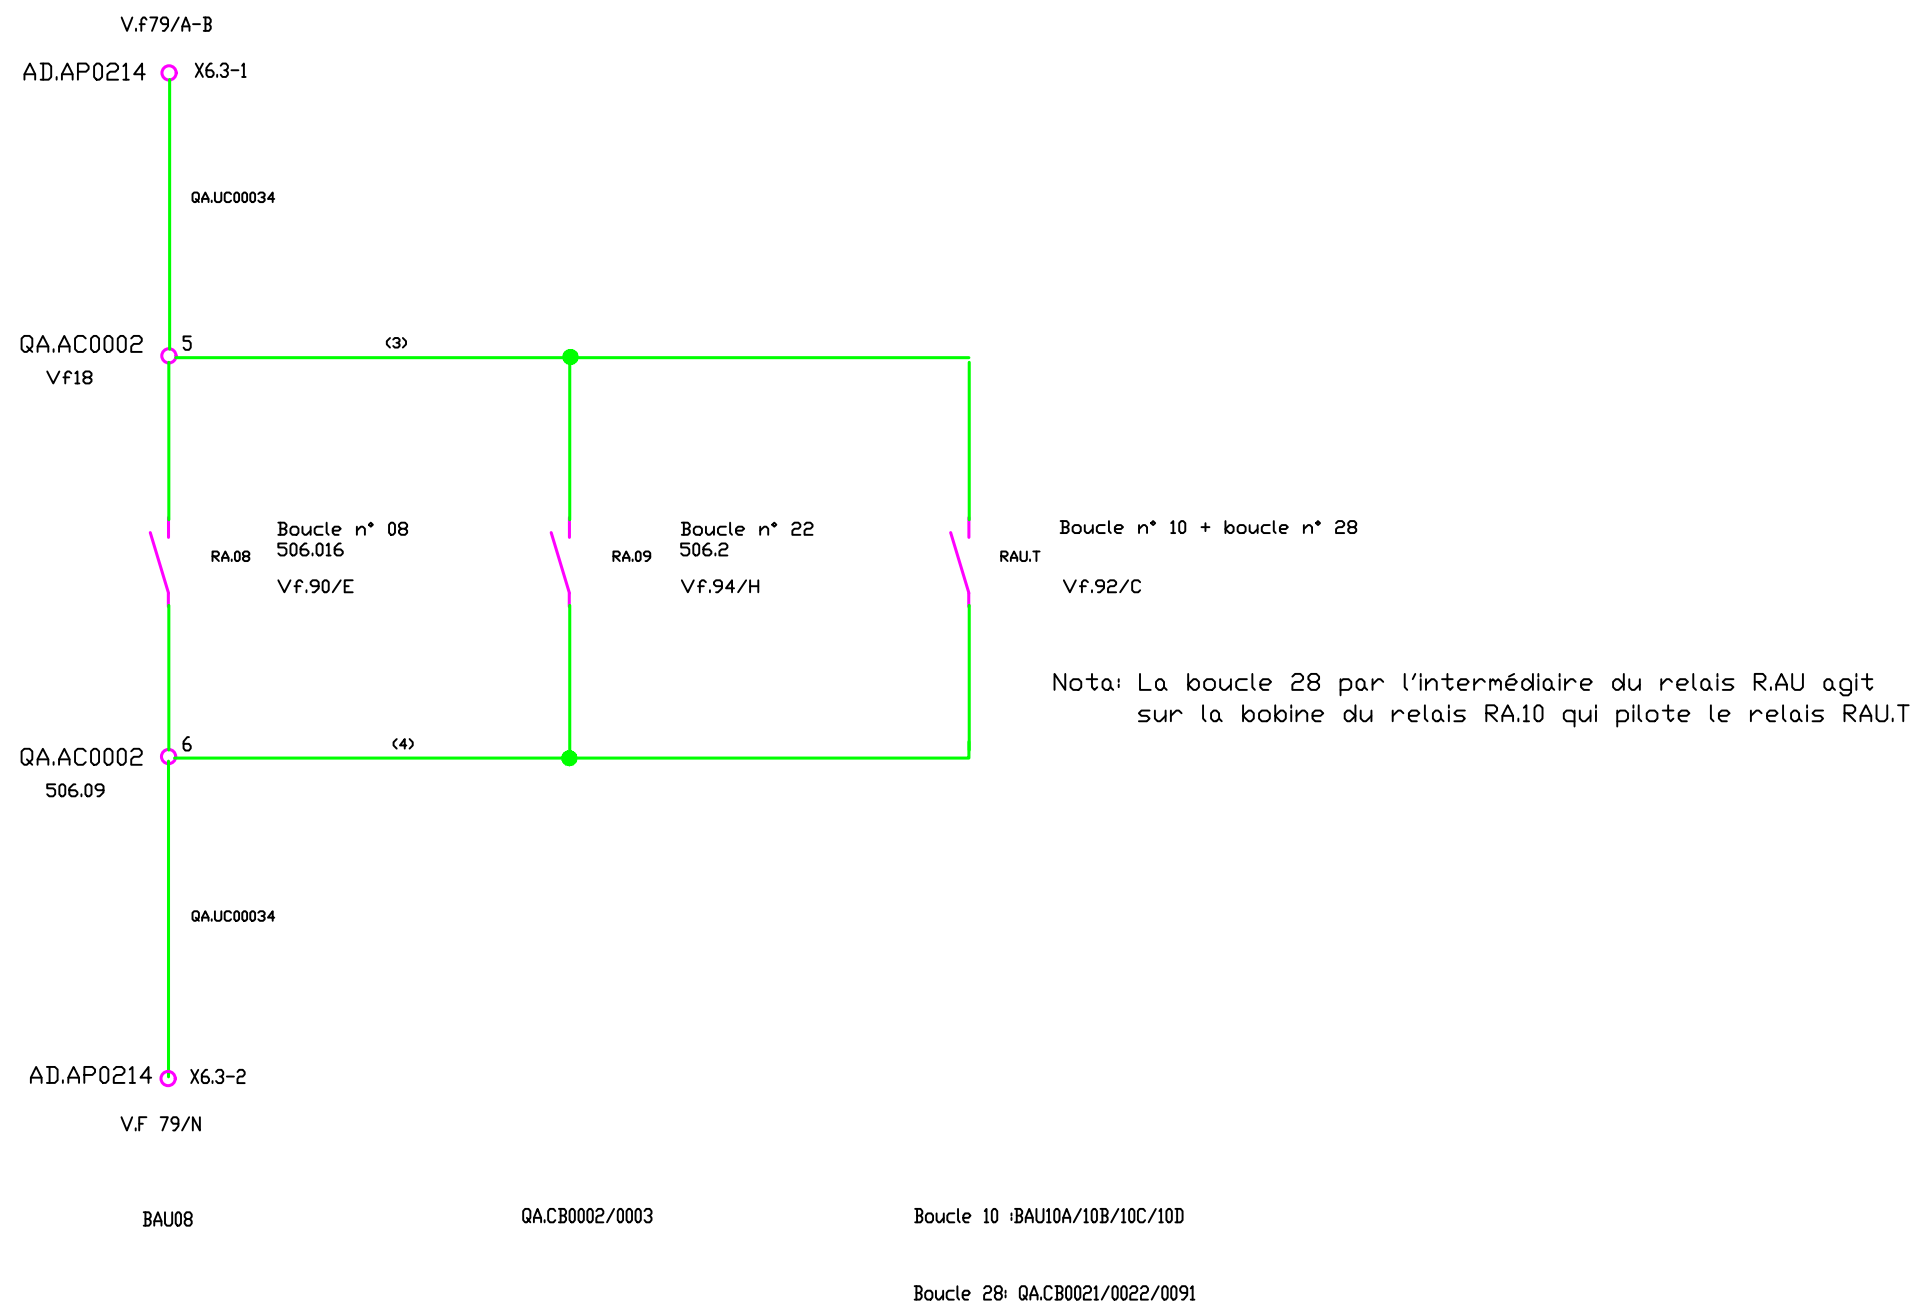 V.f79/A-B
AD.AP0214 X6.3-1
QA.UC00034
QA.AC0002 5 (3)
Vf18
Boucle n° 08
506.016
RA.08
Vf.90/E
Boucle n° 22
506.2
RA.09
Vf.94/H
Boucle n° 10 + boucle n° 28
RAU.T
Vf.92/C
Nota: La boucle 28 par l'intermédiaire du relais R.AU agit
sur la bobine du relais RA.10 qui pilote le relais RAU.T
QA.AC0002 6 (4)
506.09
QA.UC00034
AD.AP0214 X6.3-2
V.F 79/N
BAU08 QA.CB0002/0003 Boucle 10 :BAU10A/10B/10C/10D
Boucle 28: QA.CB0021/0022/0091